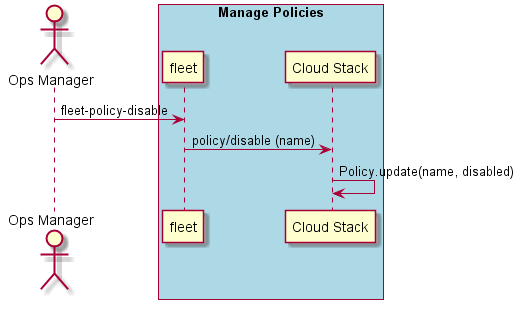 Manage Policies
Ops Manager
fleet
Cloud Stack
fleet-policy-disable
policy/disable (name)
Policy.update(name, disabled)
Ops Manager
fleet
Cloud Stack